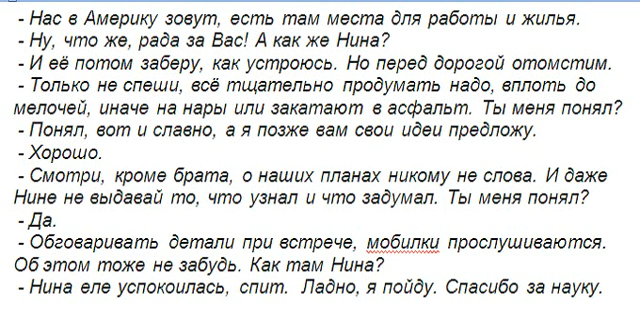 - Нас в Америку зовут, есть там места для работы и жилья.
- Ну, что же, рада за Вас! А как же Нина?
- И её потом заберу, как устроюсь. Но перед дорогой отомстим.
- Только не спеши, всё тщательно продумать надо, вплоть до
мелочей, иначе на нары или закатают в асфальт. Ты меня понял?
- Понял, вот и славно, а я позже вам свои идеи предложу.
- Хорошо.
- Смотри, кроме брата, о наших планах никому не слова. И даже
Нине не выдавай то, что узнал и что задумал. Ты меня понял?
- Да.
- Обговаривать детали при встрече, мобилки прослушиваются.
Об этом тоже не забудь. Как там Нина?
- Нина еле успокоилась, спит. Ладно, я пойду. Спасибо за науку.